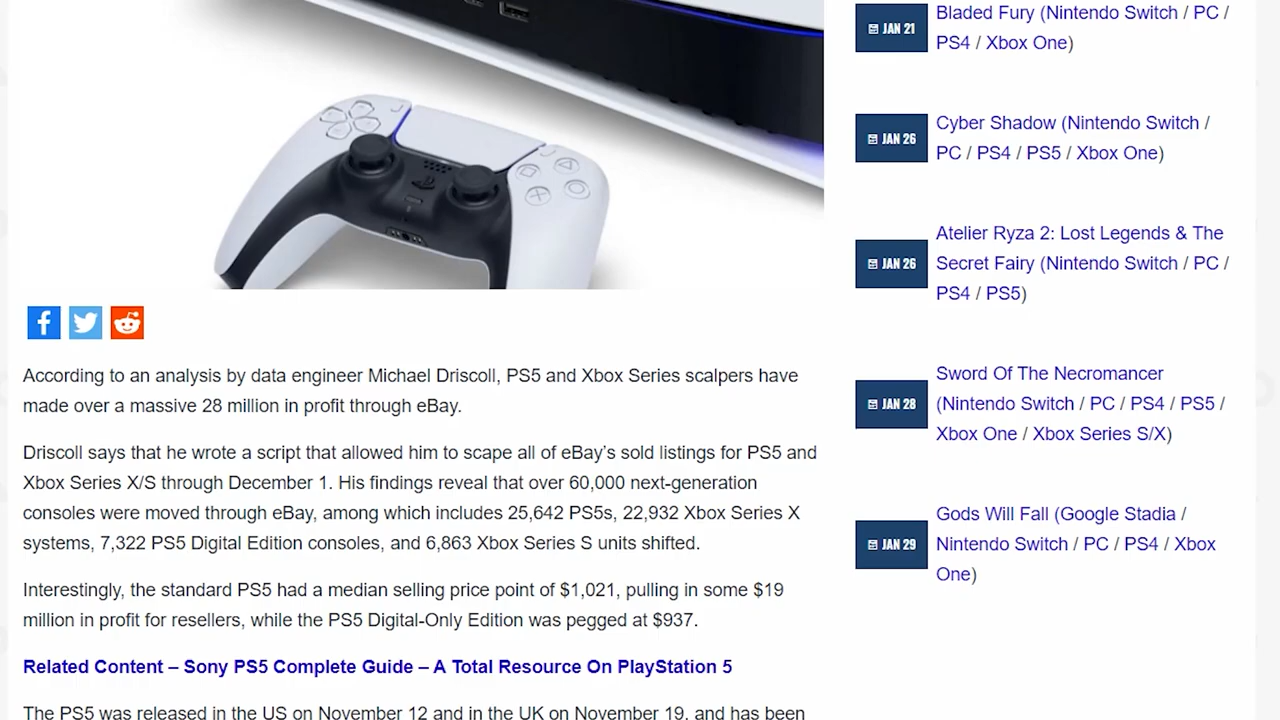 According to an analysis by data engineer Michael Driscoll, PS5 and Xbox Series scalpers have
made over a massive 28 million in profit through eBay.
Driscoll says that he wrote a script that allowed him to scape all of eBay’s sold listings for PS5 and
Xbox Series X/S through December 1. His findings reveal that over 60,000 next-generation
consoles were moved through eBay, among which includes 25,642 PS5s, 22,932 Xbox Series X
systems, 7,322 PS5 Digital Edition consoles, and 6,863 Xbox Series S units shifted.
Interestingly, the standard PS5 had a median selling price point of $1,021, pulling in some $19
million in profit for resellers, while the PS5 Digital-Only Edition was pegged at $937.
Related Content – Sony PS5 Complete Guide – A Total Resource On PlayStation 5
The PS5 was released in the US on November 12 and in the UK on November 19, and has been
JAN 21
Bladed Fury (Nintendo Switch / PC /
PS4 / Xbox One)
JAN 26
Cyber Shadow (Nintendo Switch /
PC / PS4 / PS5 / Xbox One)
JAN 26
Atelier Ryza 2: Lost Legends & The
Secret Fairy (Nintendo Switch / PC /
PS4 / PS5)
JAN 28
Sword Of The Necromancer
(Nintendo Switch / PC / PS4 / PS5 /
Xbox One / Xbox Series S/X)
JAN 29
Gods Will Fall (Google Stadia /
Nintendo Switch / PC / PS4 / Xbox
One)